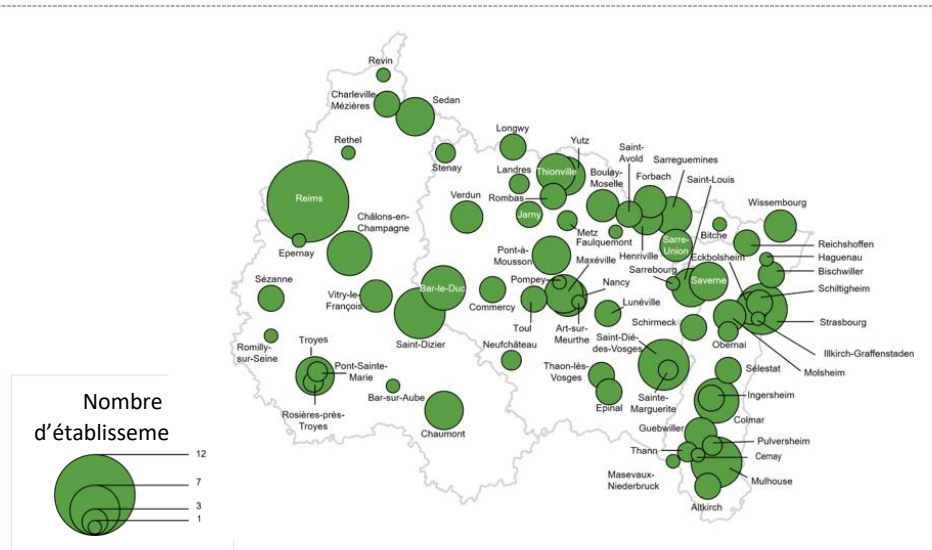 Revin
Charleville-
Mézières
Sedan
Rethel
Longwy
Stenay
Landres
Yutz
Thionville
Rombas
Saint-
Avold
Sarreguemines
Boulay-
Moselle
Forbach
Saint-Louis
Reims
Verdun
Jarny
Wissembourg
Châlons-en-
Champagne
Metz
Bitche
Faulquemont
Henriville
Sarre-
Union
Eckbolsheim
Reichshoffen
Haguenau
Epernay
Pont-à-
Mousson
Maxéville
Sarrebourg
Bischwiller
Sézanne
Pompey
Nancy
Saverne
Schiltigheim
Vitry-le-
François
Bar-le-Duc
Commercy
Lunéville
Strasbourg
Toul
Art-sur-
Meurthe
Schirmeck
Saint-Dizier
Obernai
Illkirch-Graffenstaden
Romilly-
sur-Seine
Neufchâteau
Saint-Dié-
des-Vosges
Molsheim
Troyes
Pont-Sainte-
Marie
Thaon-lès-
Vosges
Sélestat
Bar-sur-Aube
Sainte-
Marguerite
Ingersheim
Rosières-près-
Troyes
Epinal
Colmar
Chaumont
Guebwiller
Pulversheim
Thann
Cernay
Masevaux-
Niederbruck
Mulhouse
Altkirch
Nombre
d’établisseme
12
7
3
1